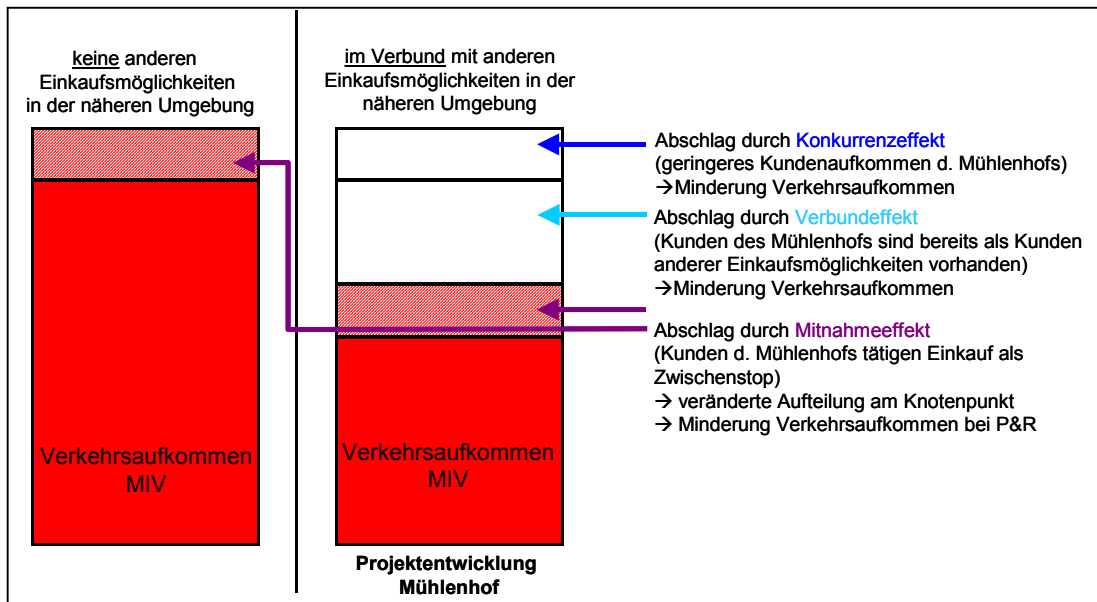 keine anderen
Einkaufsmöglichkeiten
in der näheren Umgebung
Verkehrsaufkommen
MIV
im Verbund mit anderen
Einkaufsmöglichkeiten in der
näheren Umgebung
Verkehrsaufkommen
MIV
Projektentwicklung
Mühlenhof
Abschlag durch Konkurrenzeffekt
(geringeres Kundenaufkommen d. Mühlenhofs)
→Minderung Verkehrsaufkommen
Abschlag durch Verbundeffekt
(Kunden des Mühlenhofs sind bereits als Kunden
anderer Einkaufsmöglichkeiten vorhanden)
→Minderung Verkehrsaufkommen
Abschlag durch Mitnahmeeffekt
(Kunden d. Mühlenhofs tätigen Einkauf als
Zwischenstop)
→ veränderte Aufteilung am Knotenpunkt
→ Minderung Verkehrsaufkommen bei P&R